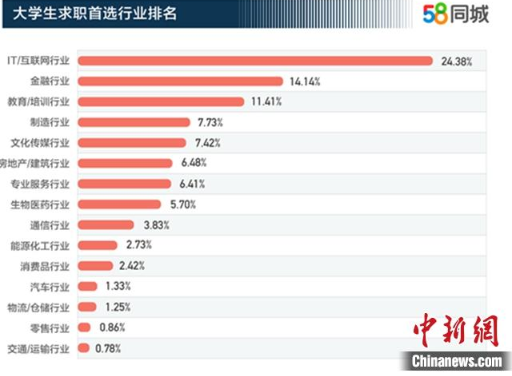 大学生求职首选行业排名
58同城
IT/互联网行业 24.38%
金融行业 14.14%
教育/培训行业 11.41%
制造行业 7.73%
文化传媒行业 7.42%
房地产/建筑行业 6.48%
专业服务行业 6.41%
生物医药行业 5.70%
通信行业 3.83%
能源化工行业 2.73%
消费品行业 2.42%
汽车行业 1.33%
物流/仓储行业 1.25%
零售行业 0.86%
交通/运输行业 0.78%
中新网
Chinanews.com